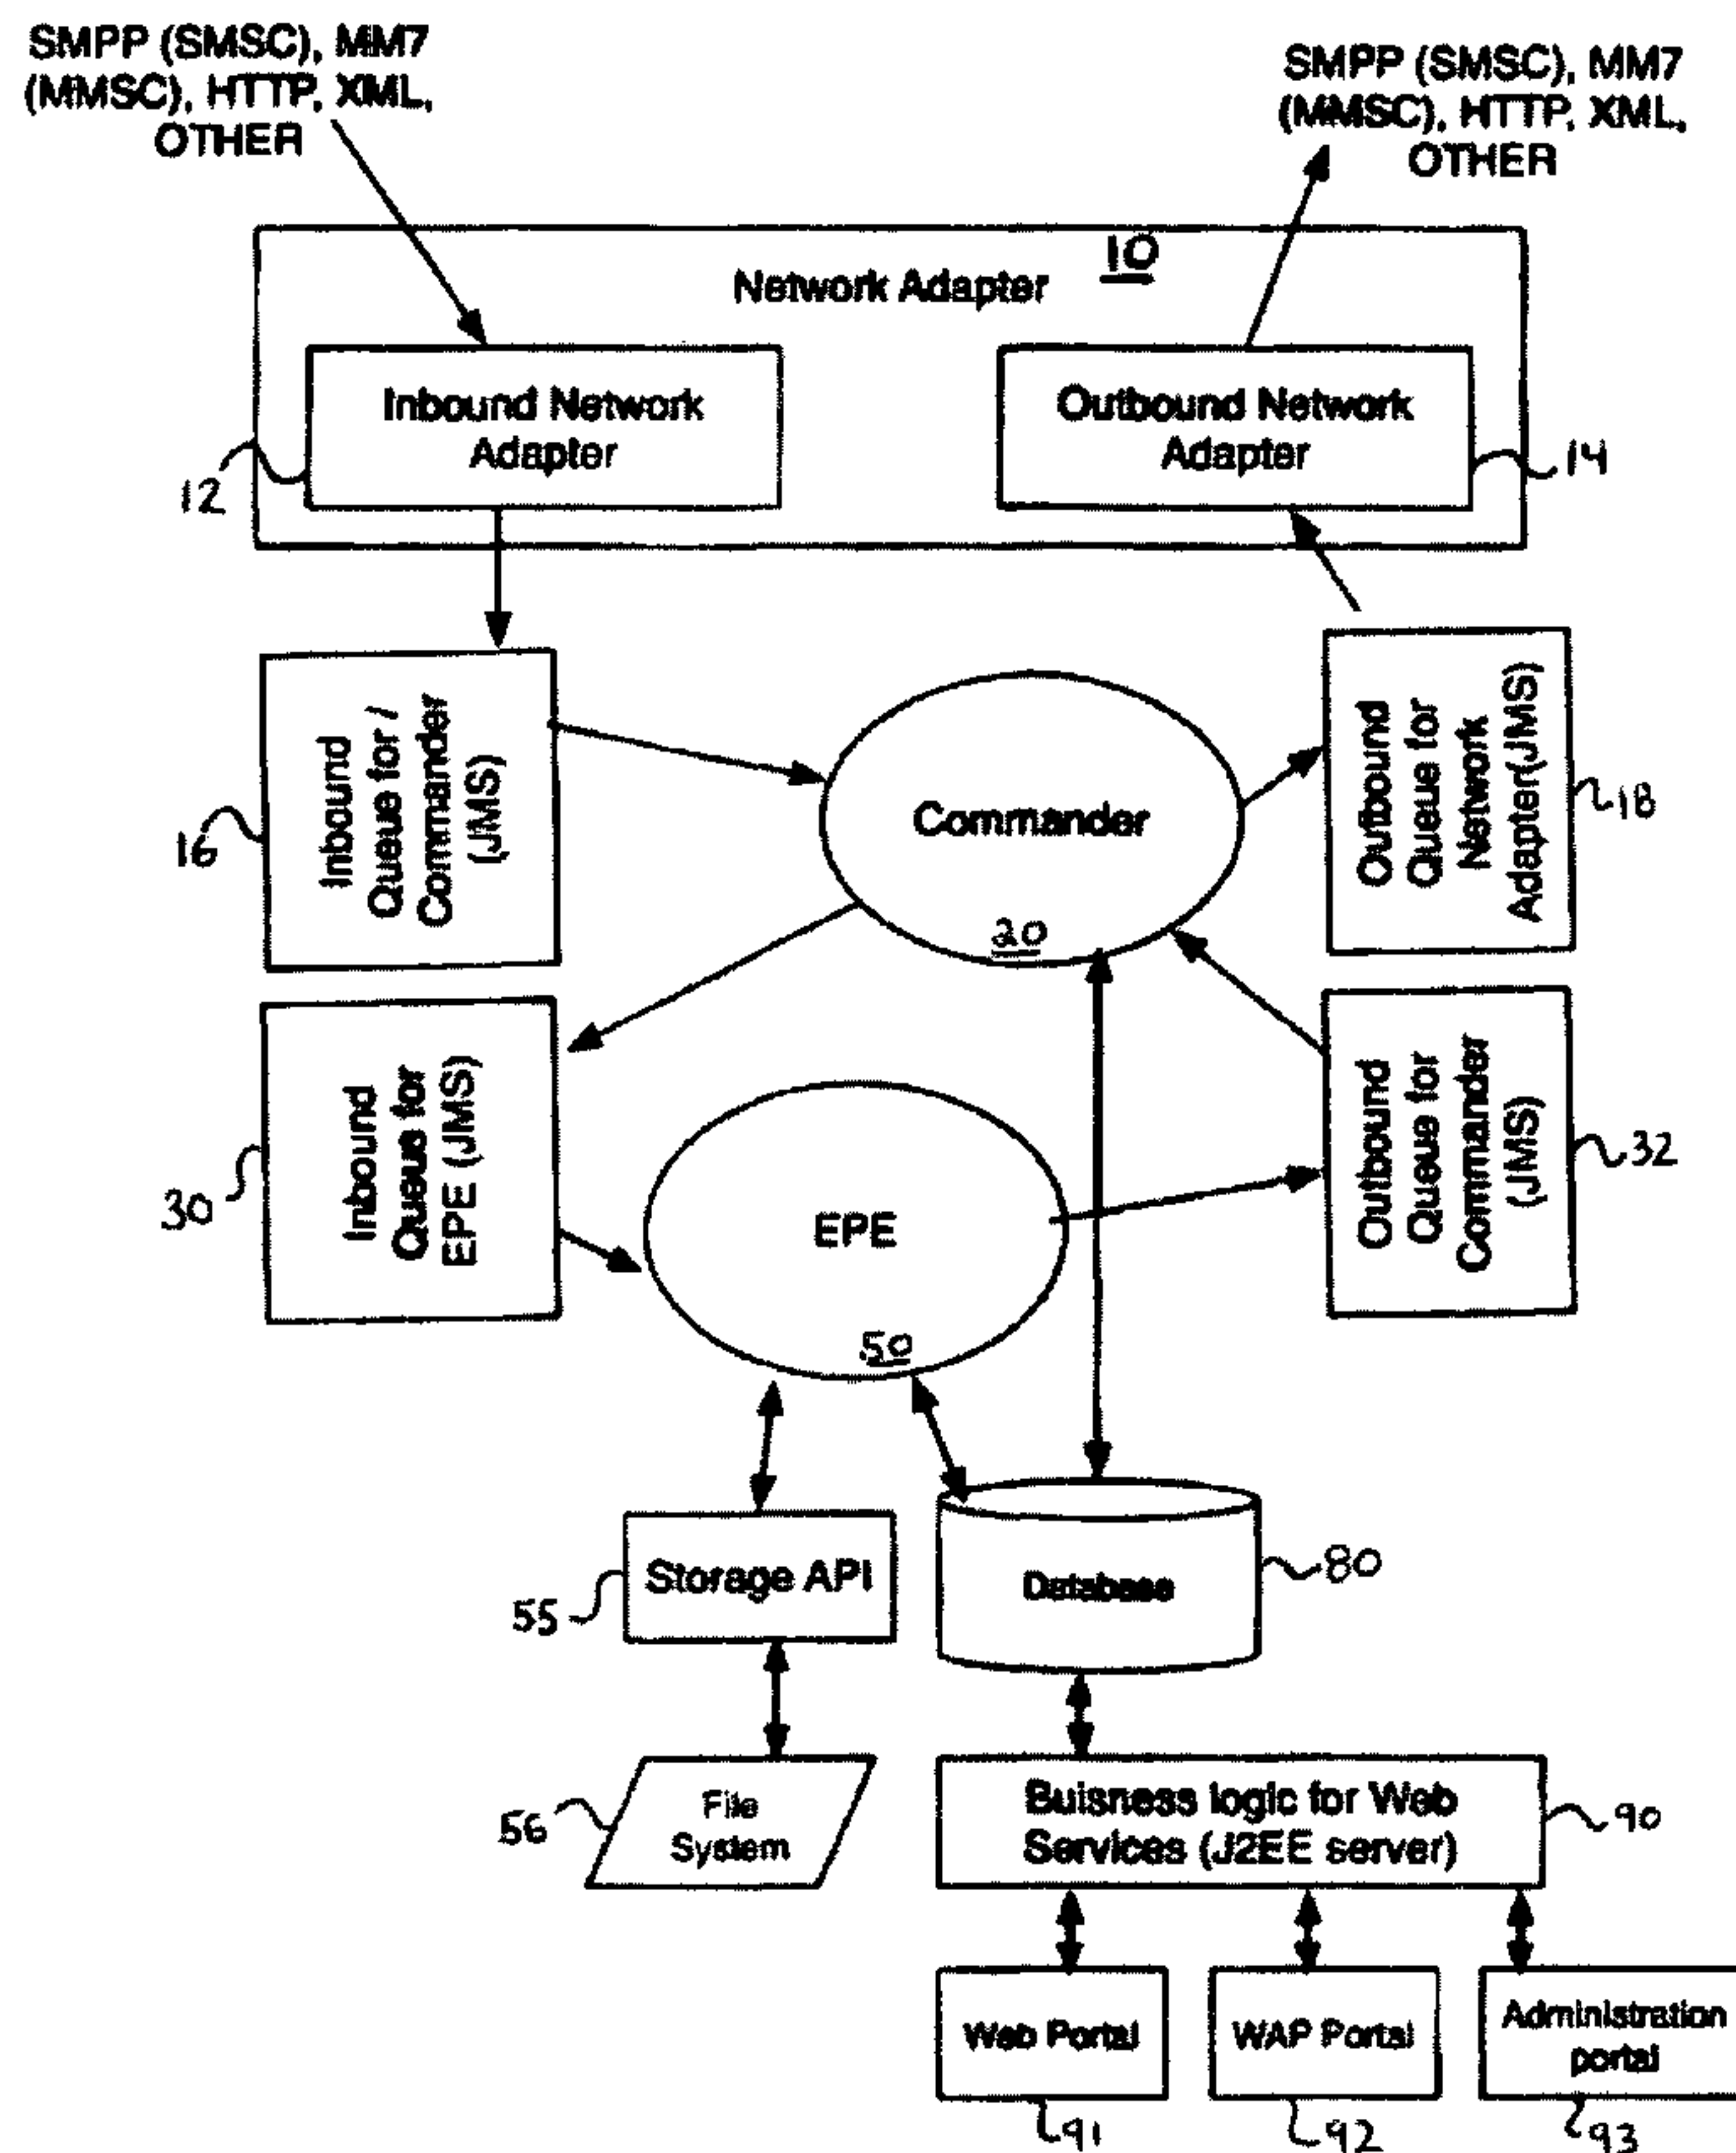 SMPP (SMSC), MM7
(MMSC), HTTP, XML,
OTHER
SMPP (SMSC), MM7
(MMSC), HTTP, XML,
OTHER
10
Network Adapter
Inbound Network
Adapter
12
Outbound Network
Adapter
14
Inbound
Queue for /
Commander
(JMS)
16
Commander
20
Outbound
Queue for
Network
Adapter(JMS)
18
Inbound
Queue for
EPE (JMS)
30
EPE
50
Outbound
Queue for
Commander
(JMS)
32
Storage API
55
Database
80
File
System
56
Buisness logic for Web
Services (J2EE server)
90
Web Portal
91
WAP Portal
92
Administration
portal
93